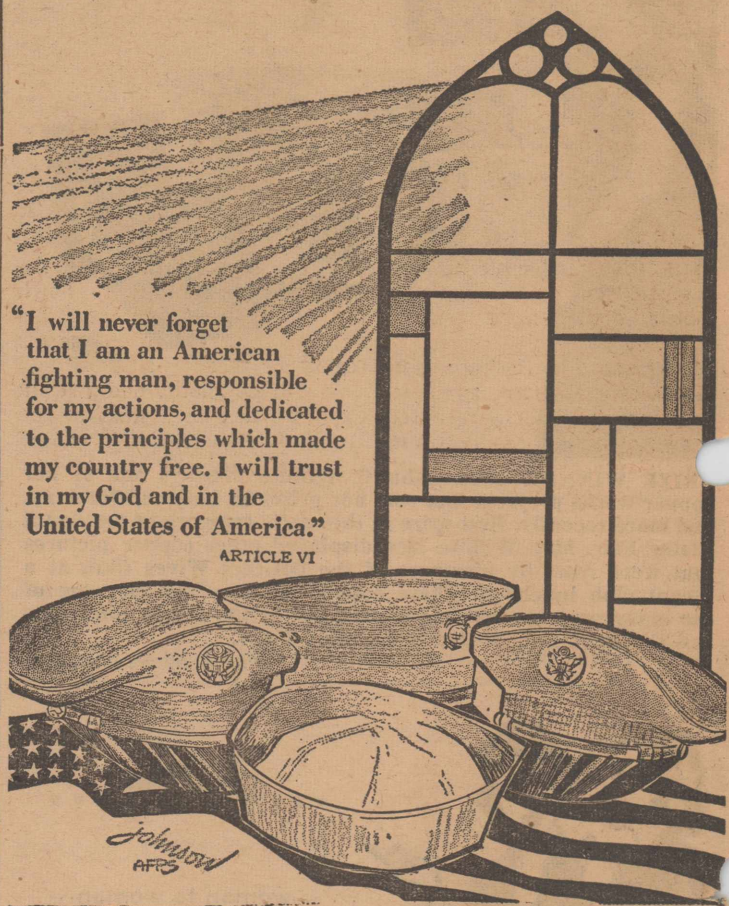 “I will never forget
that I am an American
fighting man, responsible
for my actions, and dedicated
to the principles which made
my country free. I will trust
in my God and in the
United States of America.”
ARTICLE VI
Johnson
AFPS